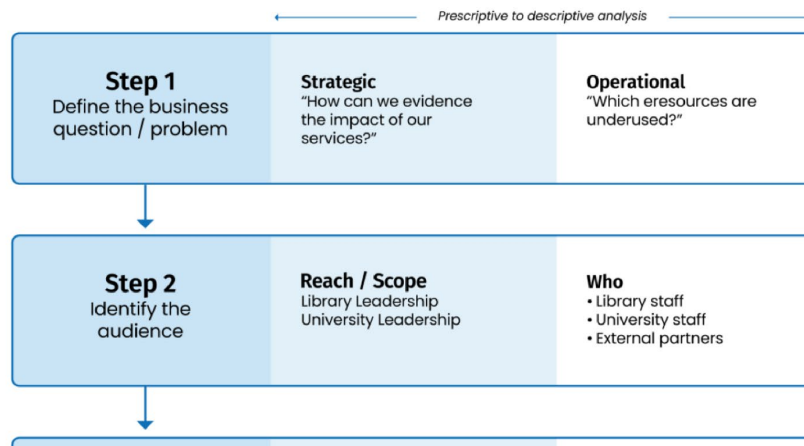 Prescriptive to descriptive analysis
Step 1
Define the business
question / problem
Strategic
“How can we evidence
the impact of our
services?”
Operational
“Which eresources are
underused?”
Step 2
Identify the
audience
Reach / Scope
Library Leadership
University Leadership
Who
• Library staff
• University staff
• External partners